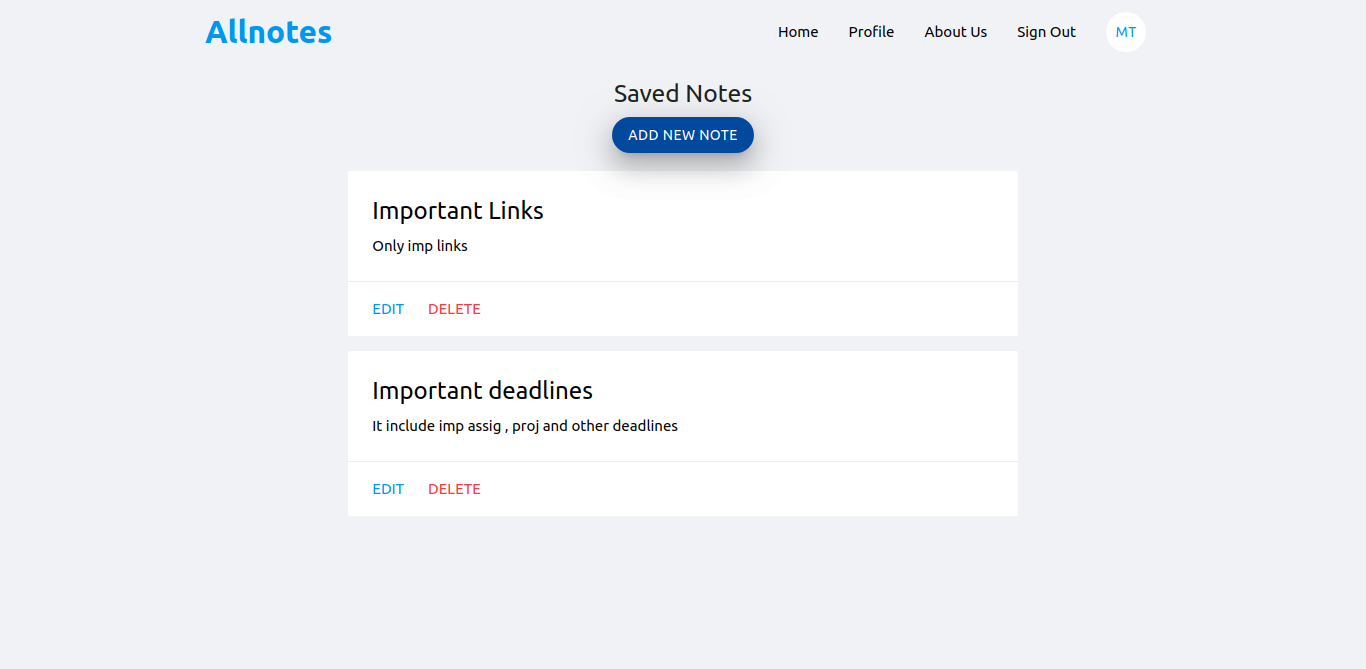 Allnotes
Home Profile About Us Sign Out MT
Saved Notes
ADD NEW NOTE
Important Links
Only imp links
EDIT DELETE
Important deadlines
It include imp assig , proj and other deadlines
EDIT DELETE